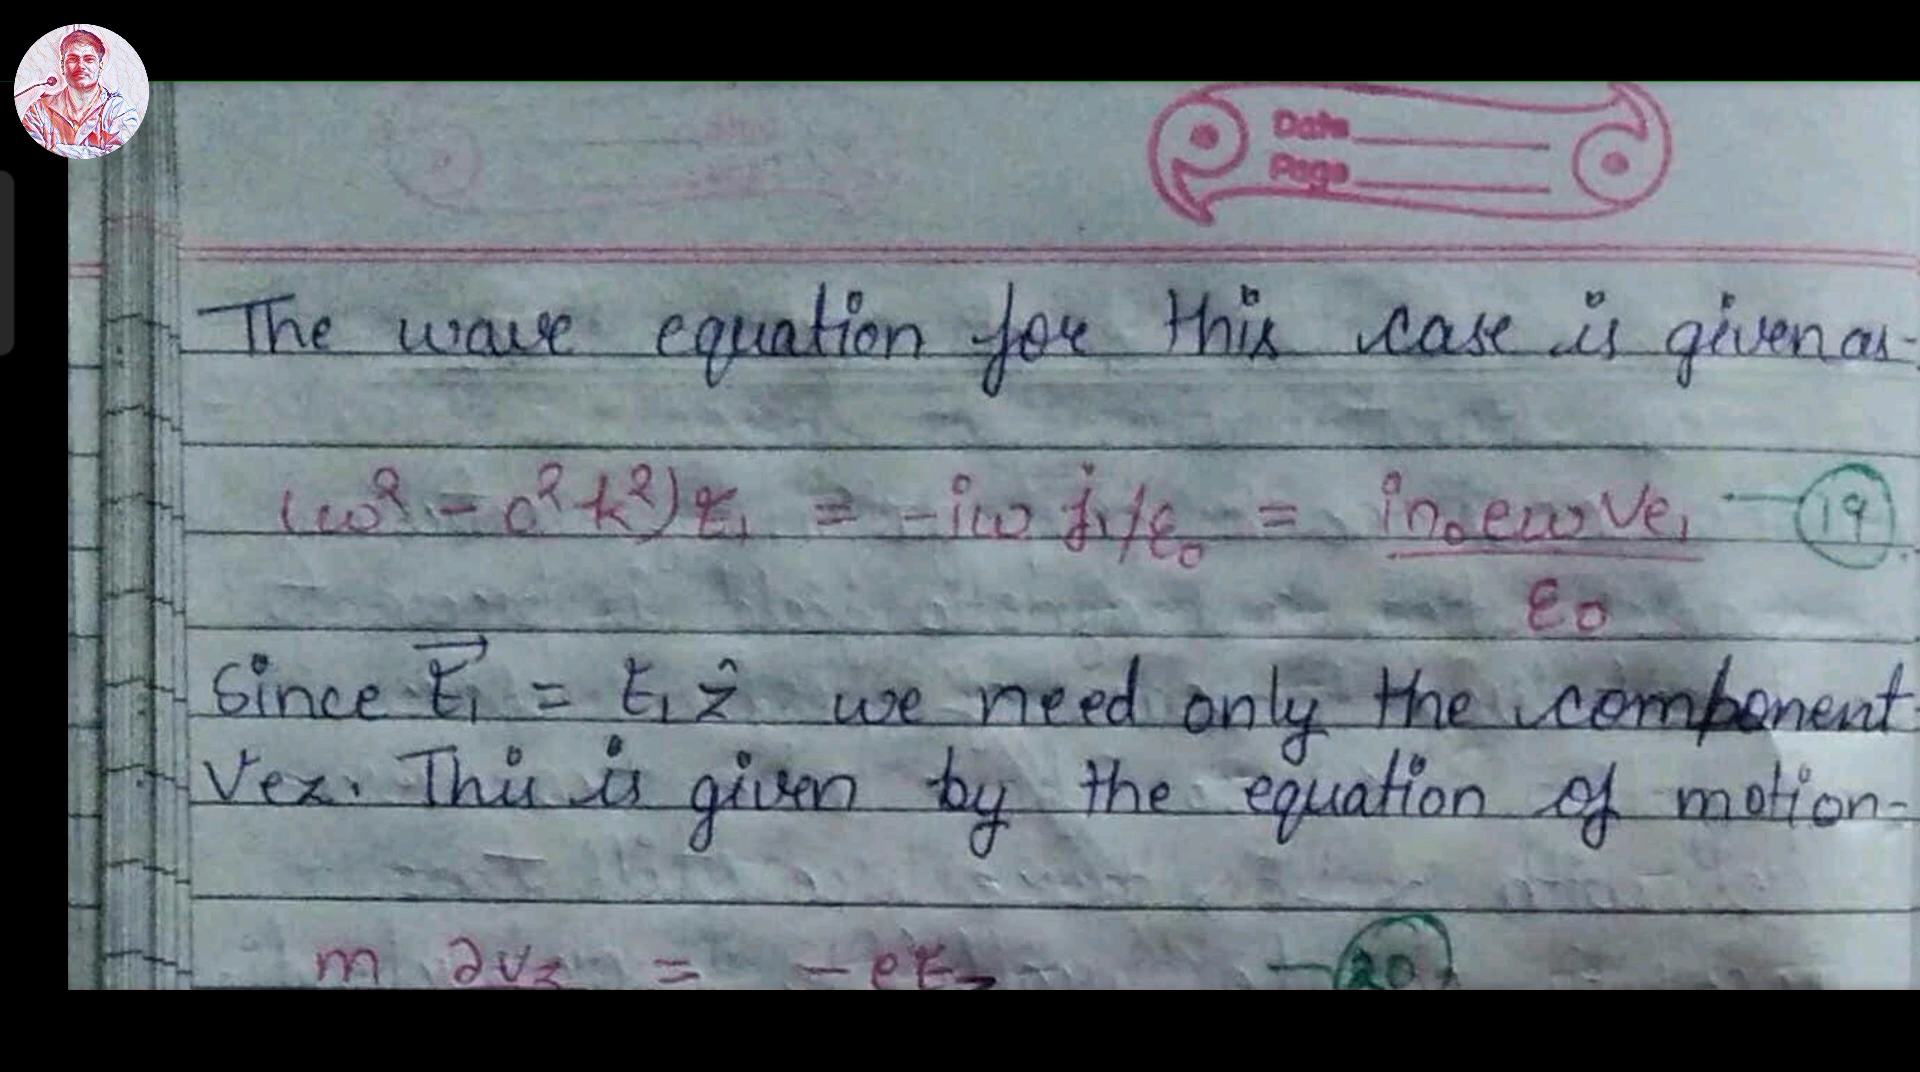 Date
Page
The wave equation for this case is given as-
(ω² - c²k²)E₁ = -iω j₁/ε₀ = in₀eωVe₁/ε₀ — 19
Since E⃗₁ = E₁ẑ we need only the component
Vez. This is given by the equation of motion-
m ∂vz = -eEz — 20